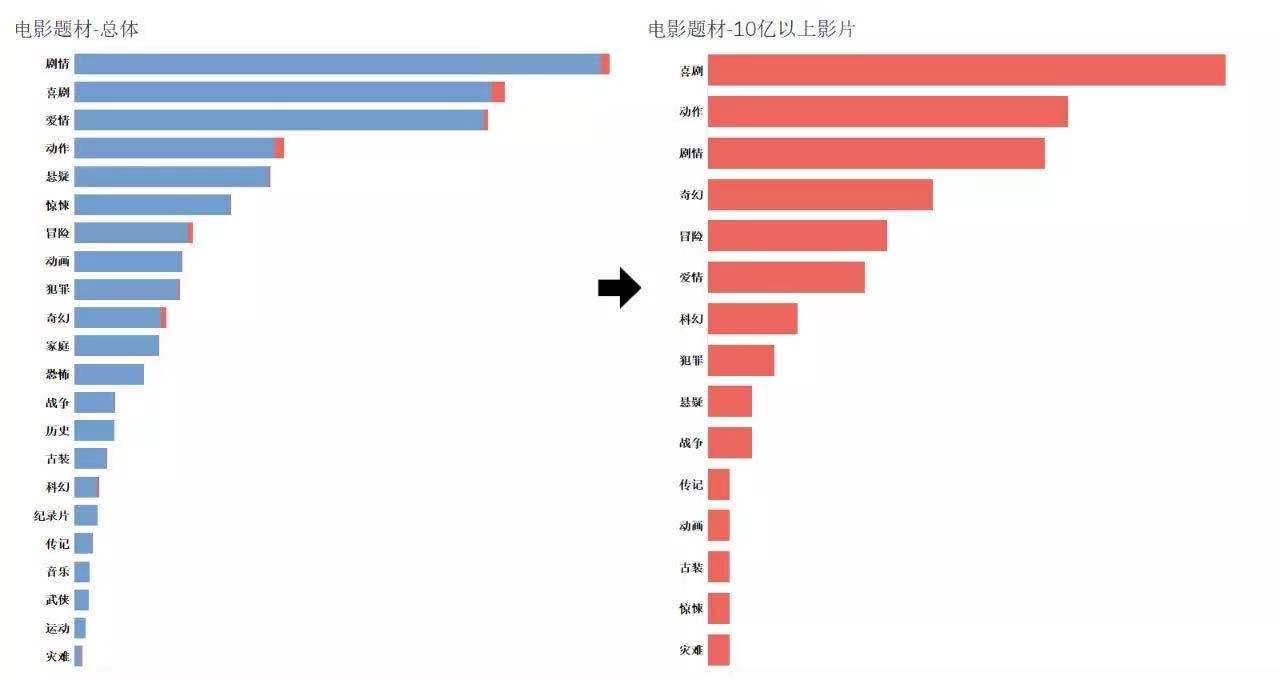 电影题材-总体
剧情
喜剧
爱情
动作
悬疑
惊悚
冒险
动画
犯罪
奇幻
家庭
恐怖
战争
历史
古装
科幻
纪录片
传记
音乐
武侠
运动
灾难
电影题材-10亿以上影片
喜剧
动作
剧情
奇幻
冒险
爱情
科幻
犯罪
悬疑
战争
传记
动画
古装
惊悚
灾难